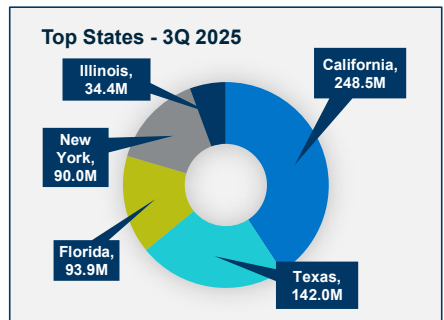 Top States - 3Q 2025
Illinois,
34.4M
California,
248.5M
New
York,
90.0M
Florida,
93.9M
Texas,
142.0M